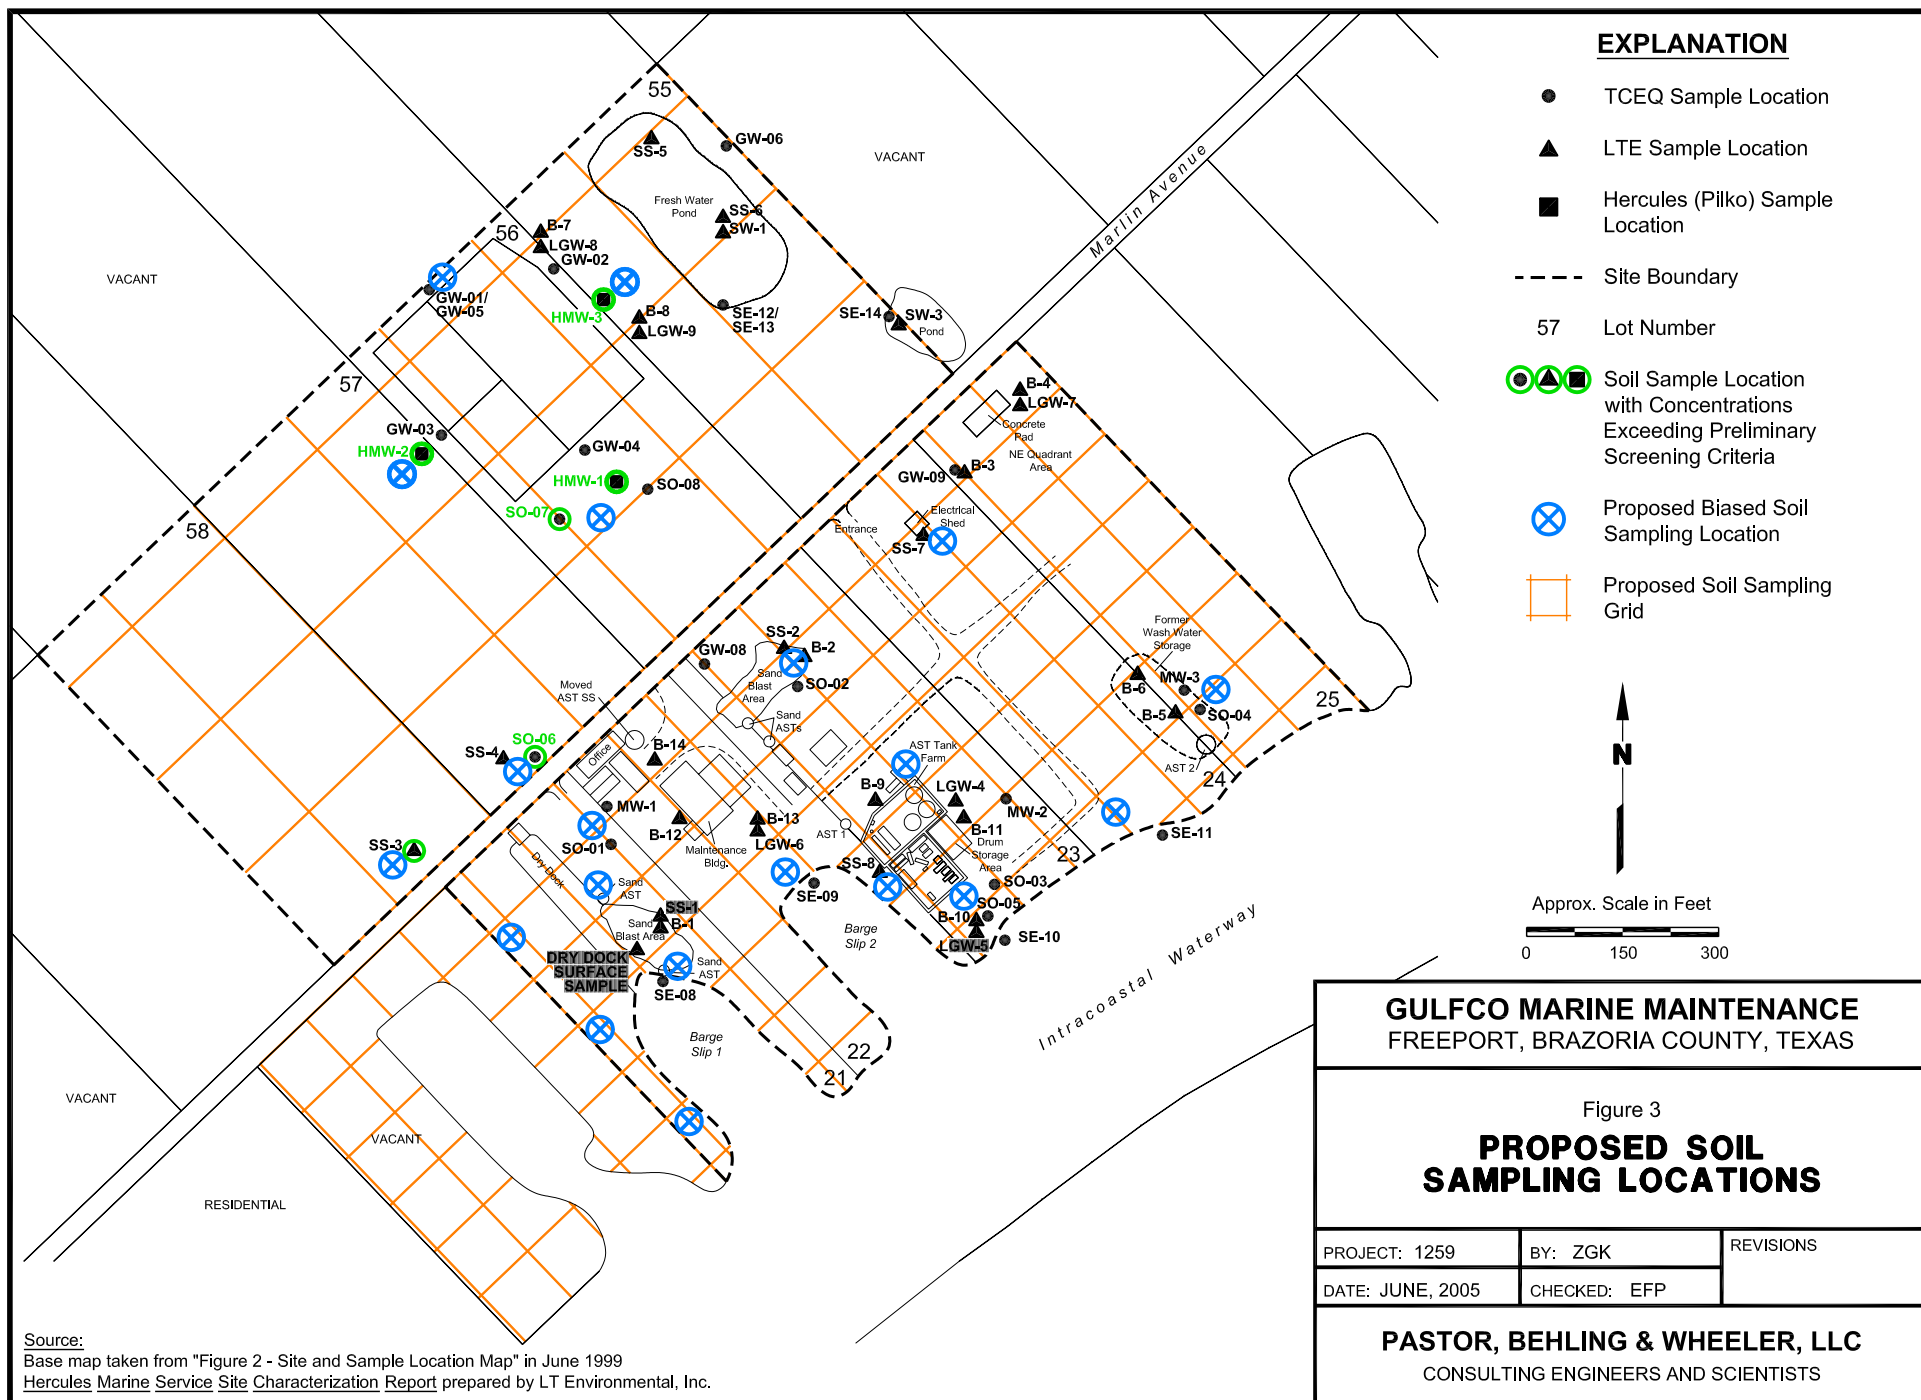 EXPLANATION
TCEQ Sample Location
LTE Sample Location
Hercules (Pilko) Sample
Location
Site Boundary
57
Lot Number
Soil Sample Location
with Concentrations
Exceeding Preliminary
Screening Criteria
Proposed Biased Soil
Sampling Location
Proposed Soil Sampling
Grid
N
Approx. Scale in Feet
0
150
300
55
SS-5
GW-06
VACANT
Marlin Avenue
Fresh Water
Pond
SS-6
SW-1
B-7
56
LGW-8
GW-02
VACANT
GW-01/
GW-05
HMW-3
B-8
LGW-9
SE-12/
SE-13
SE-14
SW-3
Pond
57
B-4
LGW-7
Concrete
Pad
NE Quadrant
Area
GW-03
HMW-2
GW-04
HMW-1
SO-08
SO-07
GW-09
B-3
Electrical
Shed
Entrance
SS-7
58
Former
Wash Water
Storage
SS-2
B-2
GW-08
Sand
Blast
Area
SO-02
Moved
AST SS
MW-3
B-6
SO-04
B-5
25
Sand
ASTs
SO-06
SS-4
Office
B-14
AST Tank
Farm
AST 2
24
B-9
LGW-4
MW-2
MW-1
B-12
B-13
LGW-6
AST 1
B-11
SE-11
SS-3
SO-01
Maintenance
Bldg.
Drum
Storage
Area
23
Dry Dock
SS-8
SO-03
Sand
AST
SE-09
SO-05
SS-1
B-1
B-10
Sand
Blast Area
Barge
Slip 2
LGW-5
SE-10
DRY DOCK
SURFACE
SAMPLE
Sand
AST
SE-08
Intracoastal Waterway
Barge
Slip 1
22
21
VACANT
VACANT
RESIDENTIAL
GULFCO MARINE MAINTENANCE
FREEPORT, BRAZORIA COUNTY, TEXAS
Figure 3
PROPOSED SOIL
SAMPLING LOCATIONS
PROJECT: 1259
BY: ZGK
REVISIONS
DATE: JUNE, 2005
CHECKED: EFP
PASTOR, BEHLING & WHEELER, LLC
CONSULTING ENGINEERS AND SCIENTISTS
Source:
Base map taken from "Figure 2 - Site and Sample Location Map" in June 1999
Hercules Marine Service Site Characterization Report prepared by LT Environmental, Inc.